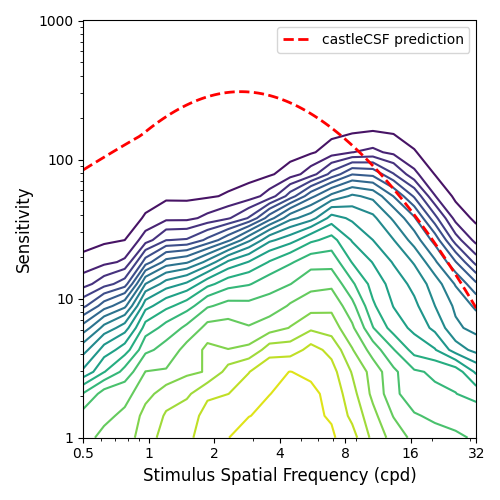 1000
castleCSF prediction
100
Sensitivity
10
1
0.5 1 2 4 8 16 32
Stimulus Spatial Frequency (cpd)